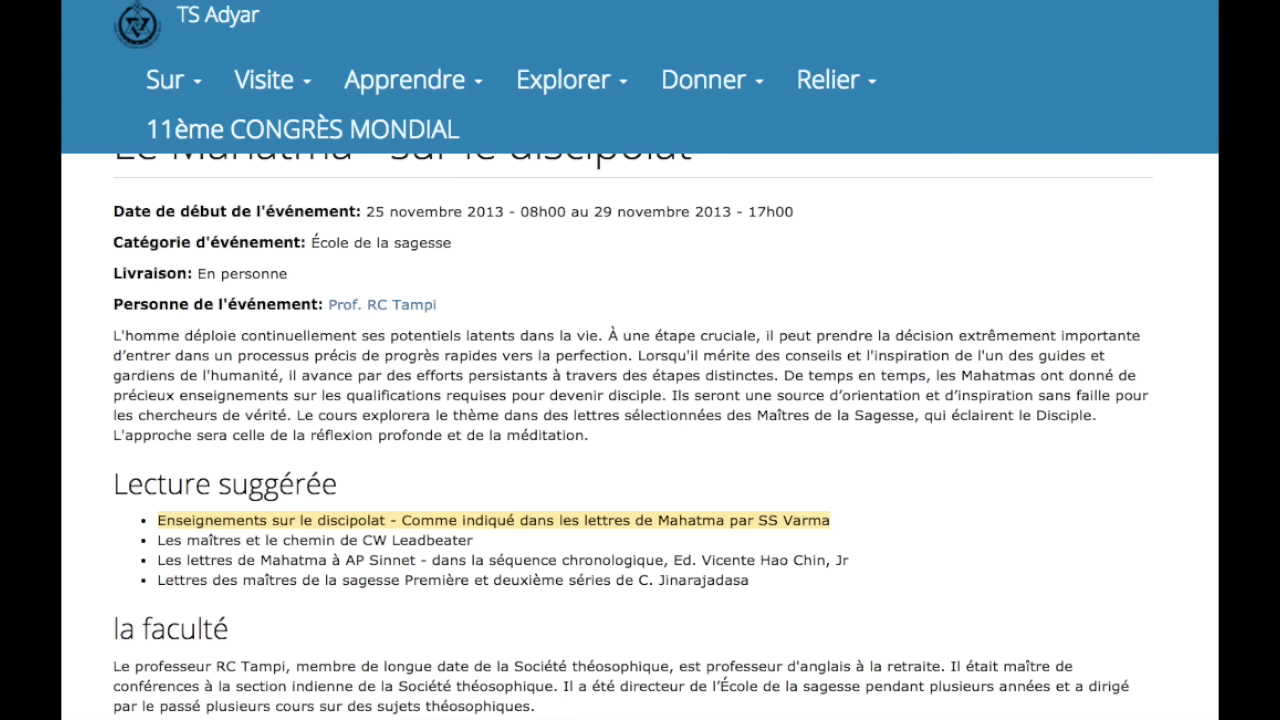 TS Adyar
Sur
Visite
Apprendre
Explorer
Donner
Relier
11ème CONGRÈS MONDIAL
Le Mahatma - sur le discipolat
Date de début de l'événement: 25 novembre 2013 - 08h00 au 29 novembre 2013 - 17h00
Catégorie d'événement: École de la sagesse
Livraison: En personne
Personne de l'événement: Prof. RC Tampi
L'homme déploie continuellement ses potentiels latents dans la vie. À une étape cruciale, il peut prendre la décision extrêmement importante
d’entrer dans un processus précis de progrès rapides vers la perfection. Lorsqu'il mérite des conseils et l'inspiration de l'un des guides et
gardiens de l'humanité, il avance par des efforts persistants à travers des étapes distinctes. De temps en temps, les Mahatmas ont donné de
précieux enseignements sur les qualifications requises pour devenir disciple. Ils seront une source d’orientation et d’inspiration sans faille pour
les chercheurs de vérité. Le cours explorera le thème dans des lettres sélectionnées des Maîtres de la Sagesse, qui éclairent le Disciple.
L'approche sera celle de la réflexion profonde et de la méditation.
Lecture suggérée
• Enseignements sur le discipolat - Comme indiqué dans les lettres de Mahatma par SS Varma
• Les maîtres et le chemin de CW Leadbeater
• Les lettres de Mahatma à AP Sinnet - dans la séquence chronologique, Ed. Vicente Hao Chin, Jr
• Lettres des maîtres de la sagesse Première et deuxième séries de C. Jinarajadasa
la faculté
Le professeur RC Tampi, membre de longue date de la Société théosophique, est professeur d'anglais à la retraite. Il était maître de
conférences à la section indienne de la Société théosophique. Il a été directeur de l’École de la sagesse pendant plusieurs années et a dirigé
par le passé plusieurs cours sur des sujets théosophiques.